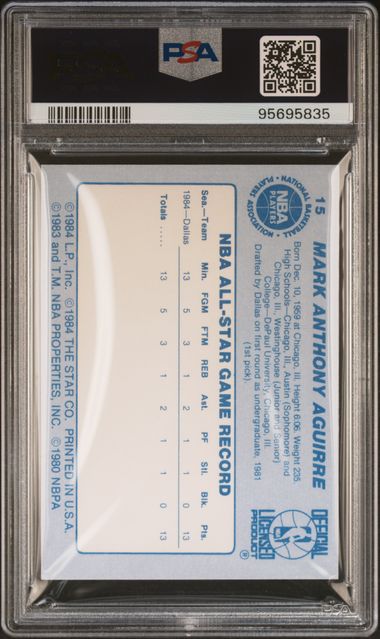 PSA
95695835
15 MARK ANTHONY AGUIRRE
• NATIONAL BASKETBALL •
PLAYERS ASSOCIATION
NBA
PLAYERS
Born Dec. 10, 1959 at Chicago, Ill. Height 6:06. Weight 235.
High Schools—Chicago, Ill., Austin (Sophomore) and
Chicago, Ill., Westinghouse (Junior and Senior)
College—DePaul University, Chicago, Ill.
Drafted by Dallas on first round as undergraduate, 1981
(1st pick).
OFFICIAL
LICENSED
PRODUCT
®
NBA ALL-STAR GAME RECORD
Sea.—Team Min. FGM FTM REB Ast. PF Stl. Blk. Pts.
1984—Dallas 13 5 3 1 2 1 1 0 13
Totals ..... 13 5 3 1 2 1 1 0 13
©1984 L.P., Inc. ©1984 THE STAR CO. PRINTED IN U.S.A.
©1983 and T.M. NBA PROPERTIES, INC. ©1980 NBPA
PSA